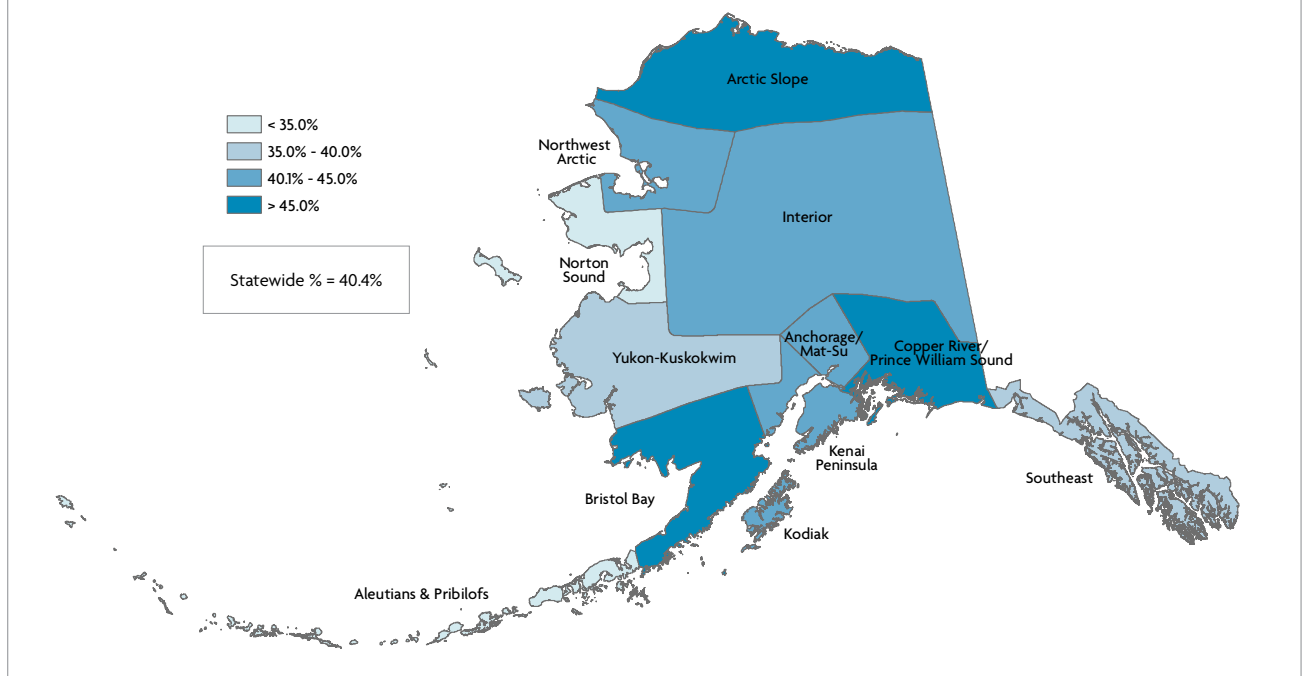 Arctic Slope
< 35.0%
35.0% - 40.0%
40.1% - 45.0%
> 45.0%
Northwest
Arctic
Interior
Statewide % = 40.4%
Norton
Sound
Anchorage/
Mat-Su
Copper River/
Prince William Sound
Yukon-Kuskokwim
Kenai
Peninsula
Southeast
Bristol Bay
Kodiak
Aleutians & Pribilofs